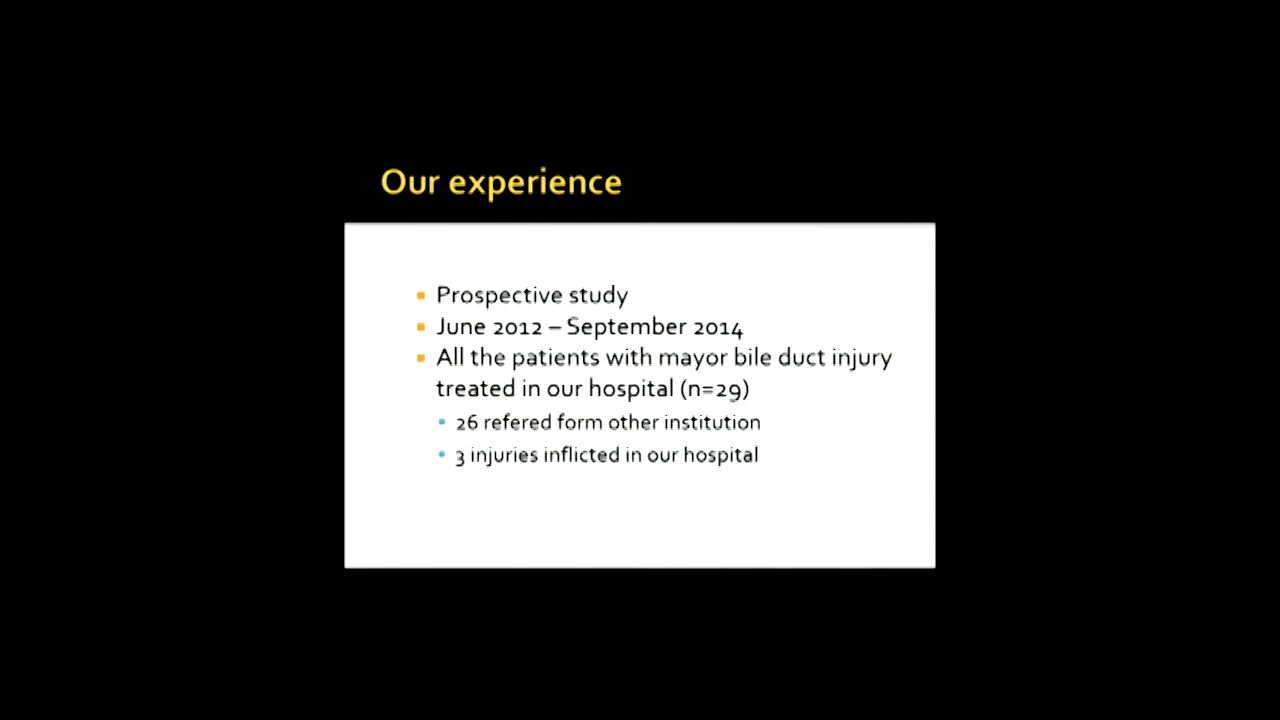 Our experience
Prospective study
June 2012 – September 2014
All the patients with mayor bile duct injury
treated in our hospital (n=29)
26 refered form other institution
3 injuries inflicted in our hospital